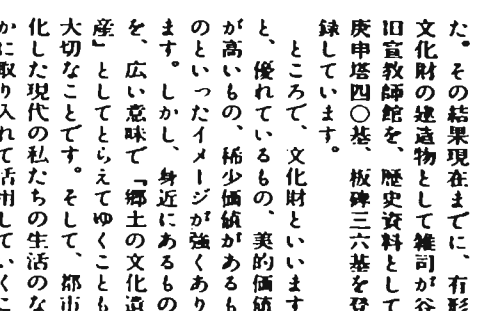 た。その結果現在までに、有形
文化財の建造物として雑司が谷
旧宣教師館を、歴史資料として
庚申塔四〇基、板碑三六基を登
録しています。
ところで、文化財といいます
と、優れているもの、美的価値
が高いもの、稀少価値があるも
のといったイメージが強くあり
ます。しかし、身近にあるもの
を、広い意味で「郷土の文化遺
産」としてとらえてゆくことも
大切なことです。そして、都市
化した現代の私たちの生活のな
かに取り入れて活用していくこ